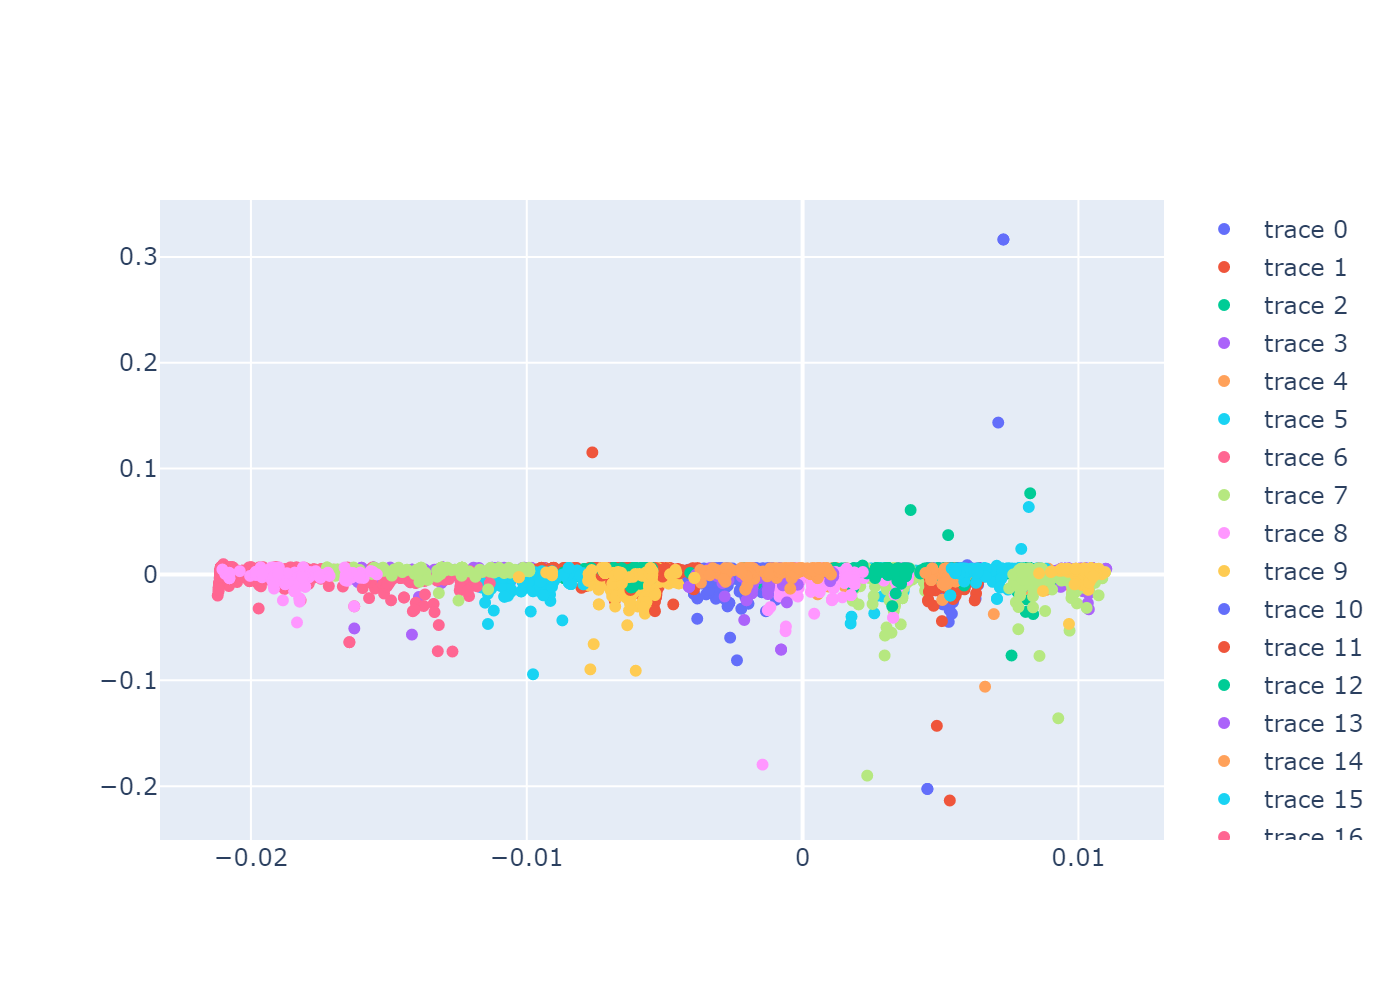 0.3
0.2
0.1
0
−0.1
−0.2
−0.02
−0.01
0
0.01
trace 0
trace 1
trace 2
trace 3
trace 4
trace 5
trace 6
trace 7
trace 8
trace 9
trace 10
trace 11
trace 12
trace 13
trace 14
trace 15
trace 16